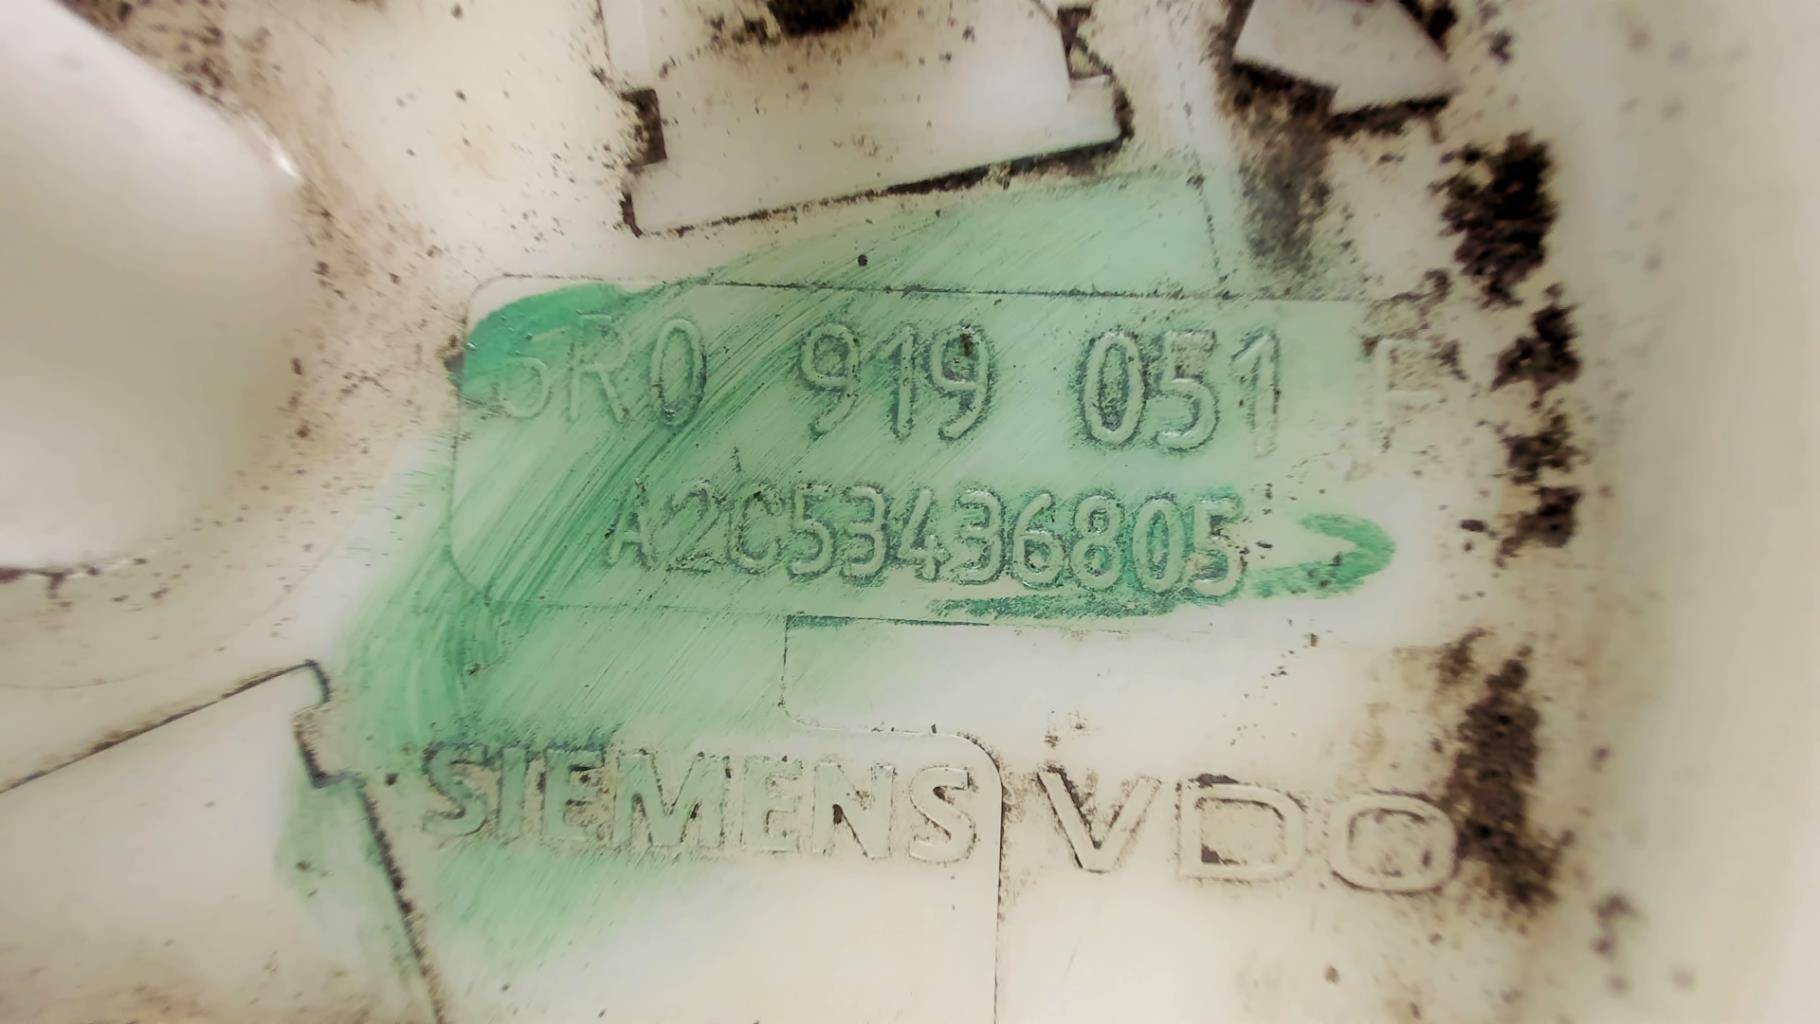 6R0 919 051 F
A2C53436805
SIEMENS VDO